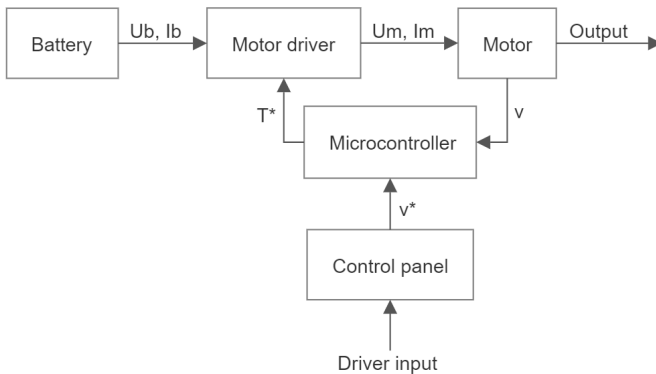 Battery
Ub, Ib
Motor driver
Um, Im
Motor
Output
T*
v
Microcontroller
v*
Control panel
Driver input